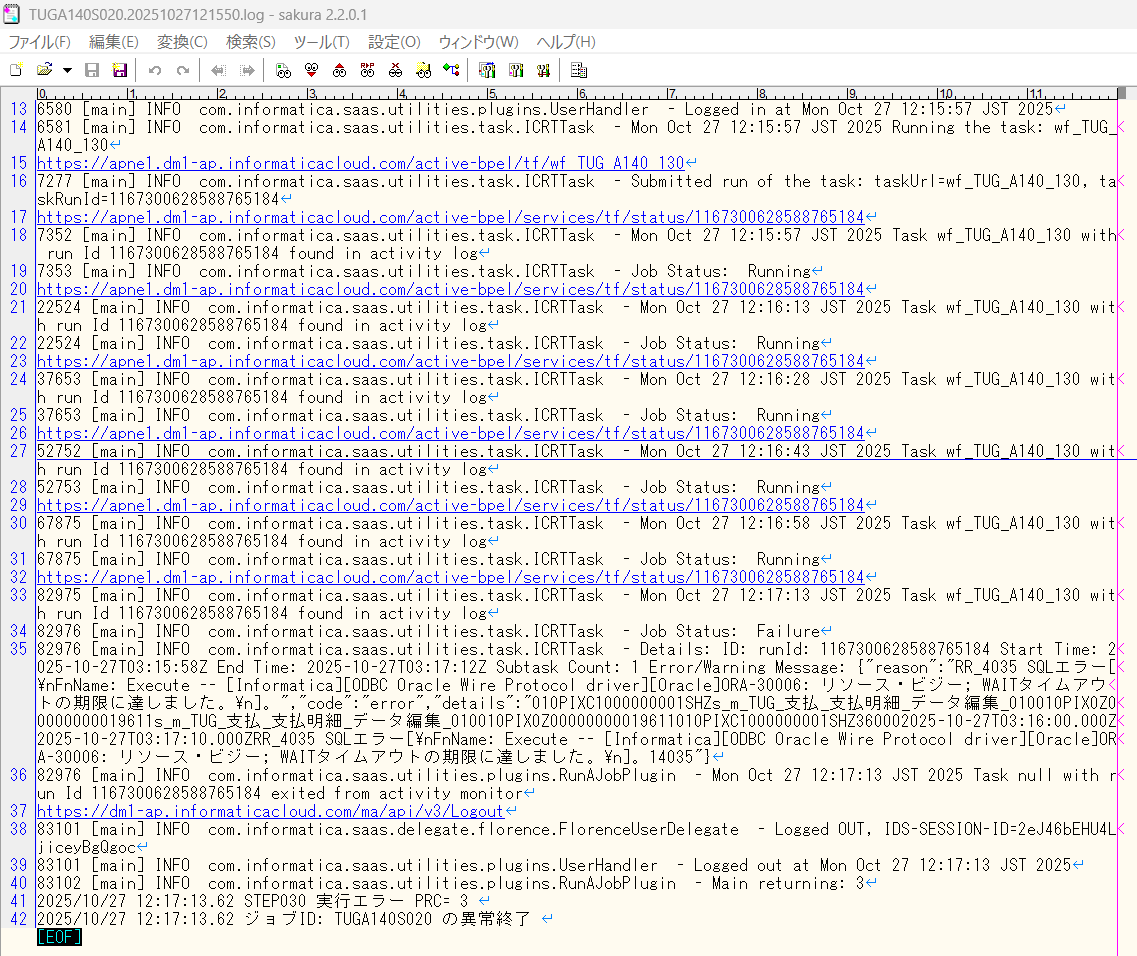 TUGA140S020.20251027121550.log - sakura 2.2.0.1
ファイル(F) 編集(E) 変換(C) 検索(S) ツール(T) 設定(O) ウィンドウ(W) ヘルプ(H)
0 1 2 3 4 5 6 7 8 9 10 11
13 6580 [main] INFO com.informatica.saas.utilities.plugins.UserHandler - Logged in at Mon Oct 27 12:15:57 JST 2025
14 6581 [main] INFO com.informatica.saas.utilities.task.ICRTTask - Mon Oct 27 12:15:57 JST 2025 Running the task: wf_TUG_
A140_130
15 https://apne1.dm1-ap.informaticacloud.com/active-bpel/tf/wf_TUG_A140_130
16 7277 [main] INFO com.informatica.saas.utilities.task.ICRTTask - Submitted run of the task: taskUrl=wf_TUG_A140_130, ta
skRunId=1167300628588765184
17 https://apne1.dm1-ap.informaticacloud.com/active-bpel/services/tf/status/1167300628588765184
18 7352 [main] INFO com.informatica.saas.utilities.task.ICRTTask - Mon Oct 27 12:15:57 JST 2025 Task wf_TUG_A140_130 with
run Id 1167300628588765184 found in activity log
19 7353 [main] INFO com.informatica.saas.utilities.task.ICRTTask - Job Status: Running
20 https://apne1.dm1-ap.informaticacloud.com/active-bpel/services/tf/status/1167300628588765184
21 22524 [main] INFO com.informatica.saas.utilities.task.ICRTTask - Mon Oct 27 12:16:13 JST 2025 Task wf_TUG_A140_130 wit
h run Id 1167300628588765184 found in activity log
22 22524 [main] INFO com.informatica.saas.utilities.task.ICRTTask - Job Status: Running
23 https://apne1.dm1-ap.informaticacloud.com/active-bpel/services/tf/status/1167300628588765184
24 37653 [main] INFO com.informatica.saas.utilities.task.ICRTTask - Mon Oct 27 12:16:28 JST 2025 Task wf_TUG_A140_130 wit
h run Id 1167300628588765184 found in activity log
25 37653 [main] INFO com.informatica.saas.utilities.task.ICRTTask - Job Status: Running
26 https://apne1.dm1-ap.informaticacloud.com/active-bpel/services/tf/status/1167300628588765184
27 52752 [main] INFO com.informatica.saas.utilities.task.ICRTTask - Mon Oct 27 12:16:43 JST 2025 Task wf_TUG_A140_130 wit
h run Id 1167300628588765184 found in activity log
28 52753 [main] INFO com.informatica.saas.utilities.task.ICRTTask - Job Status: Running
29 https://apne1.dm1-ap.informaticacloud.com/active-bpel/services/tf/status/1167300628588765184
30 67875 [main] INFO com.informatica.saas.utilities.task.ICRTTask - Mon Oct 27 12:16:58 JST 2025 Task wf_TUG_A140_130 wit
h run Id 1167300628588765184 found in activity log
31 67875 [main] INFO com.informatica.saas.utilities.task.ICRTTask - Job Status: Running
32 https://apne1.dm1-ap.informaticacloud.com/active-bpel/services/tf/status/1167300628588765184
33 82975 [main] INFO com.informatica.saas.utilities.task.ICRTTask - Mon Oct 27 12:17:13 JST 2025 Task wf_TUG_A140_130 wit
h run Id 1167300628588765184 found in activity log
34 82976 [main] INFO com.informatica.saas.utilities.task.ICRTTask - Job Status: Failure
35 82976 [main] INFO com.informatica.saas.utilities.task.ICRTTask - Details: ID: runId: 1167300628588765184 Start Time: 2
025-10-27T03:15:58Z End Time: 2025-10-27T03:17:12Z Subtask Count: 1 Error/Warning Message: {"reason":"RR_4035 SQLエラー[
¥nFnName: Execute -- [Informatica][ODBC Oracle Wire Protocol driver][Oracle]ORA-30006: リソース・ビジー; WAITタイムアウ
トの期限に達しました。¥n]。","code":"error","details":"010PIXC1000000001SHZs_m_TUG_支払_支払明細_データ編集_010010PIX0Z0
0000000019611s_m_TUG_支払_支払明細_データ編集_010010PIX0Z00000000019611010PIXC1000000001SHZ360002025-10-27T03:16:00.000Z
2025-10-27T03:17:10.000ZRR_4035 SQLエラー[¥nFnName: Execute -- [Informatica][ODBC Oracle Wire Protocol driver][Oracle]OR
A-30006: リソース・ビジー; WAITタイムアウトの期限に達しました。¥n]。14035"}
36 82976 [main] INFO com.informatica.saas.utilities.plugins.RunAJobPlugin - Mon Oct 27 12:17:13 JST 2025 Task null with r
un Id 1167300628588765184 exited from activity monitor
37 https://dm1-ap.informaticacloud.com/ma/api/v3/Logout
38 83101 [main] INFO com.informatica.saas.delegate.florence.FlorenceUserDelegate - Logged OUT, IDS-SESSION-ID=2eJ46bEHU4L
jiceyBgQgoc
39 83101 [main] INFO com.informatica.saas.utilities.plugins.UserHandler - Logged out at Mon Oct 27 12:17:13 JST 2025
40 83102 [main] INFO com.informatica.saas.utilities.plugins.RunAJobPlugin - Main returning: 3
41 2025/10/27 12:17:13.62 STEP030 実行エラー PRC= 3
42 2025/10/27 12:17:13.62 ジョブID: TUGA140S020 の異常終了
[EOF]